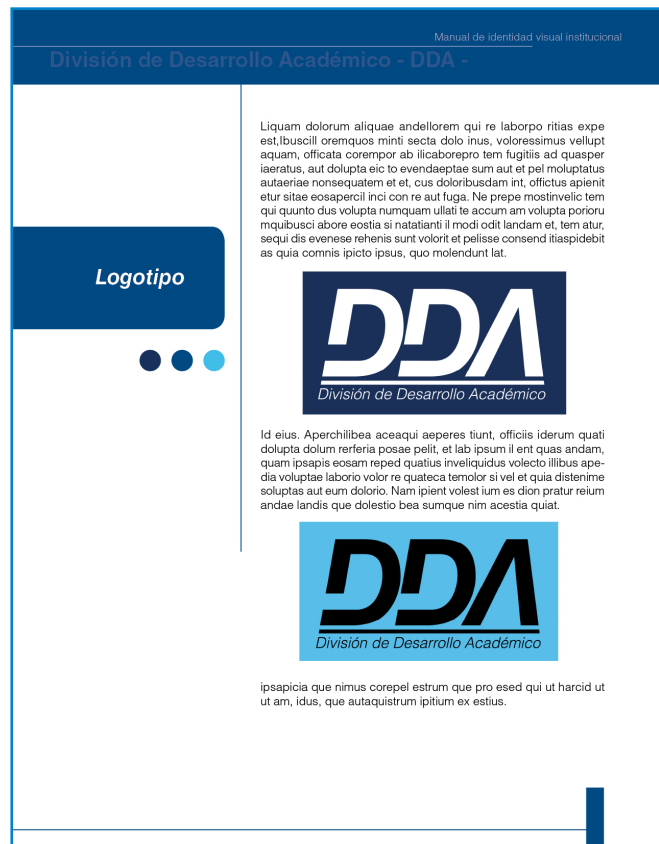 Manual de identidad visual institucional
División de Desarrollo Académico - DDA -
Liquam dolorum aliquae andellorem qui re laborpo ritias expe
est,Ibuscill oremquos minti secta dolo inus, voloressimus vellupt
aquam, officata corempor ab ilicaborepro tem fugitiis ad quasper
iaeratus, aut dolupta eic to evendaeptae sum aut et pel moluptatus
autaeriae nonsequatem et et, cus doloribusdam int, offictus apienit
etur sitae eosapercil inci con re aut fuga. Ne prepe mostinvelic tem
qui quunto dus volupta numquam ullati te accum am volupta porioru
mquibusci abore eostia si natatianti il modi odit landam et, tem atur,
sequi dis evenese rehenis sunt volorit et pelisse consend itiaspidebit
as quia comnis ipicto ipsus, quo molendunt lat.
Logotipo
DDA
División de Desarrollo Académico
Id eius. Aperchilibea aceaqui aeperes tiunt, officiis iderum quati
dolupta dolum rerferia posae pelit, et lab ipsum il ent quas andam,
quam ipsapis eosam reped quatius inveliquidus volecto illibus ape-
dia voluptae laborio volor re quateca temolor si vel et quia distenime
soluptas aut eum dolorio. Nam ipient volest ium es dion pratur reium
andae landis que dolestio bea sumque nim acestia quiat.
DDA
División de Desarrollo Académico
ipsapicia que nimus corepel estrum que pro esed qui ut harcid ut
ut am, idus, que autaquistrum ipitium ex estius.